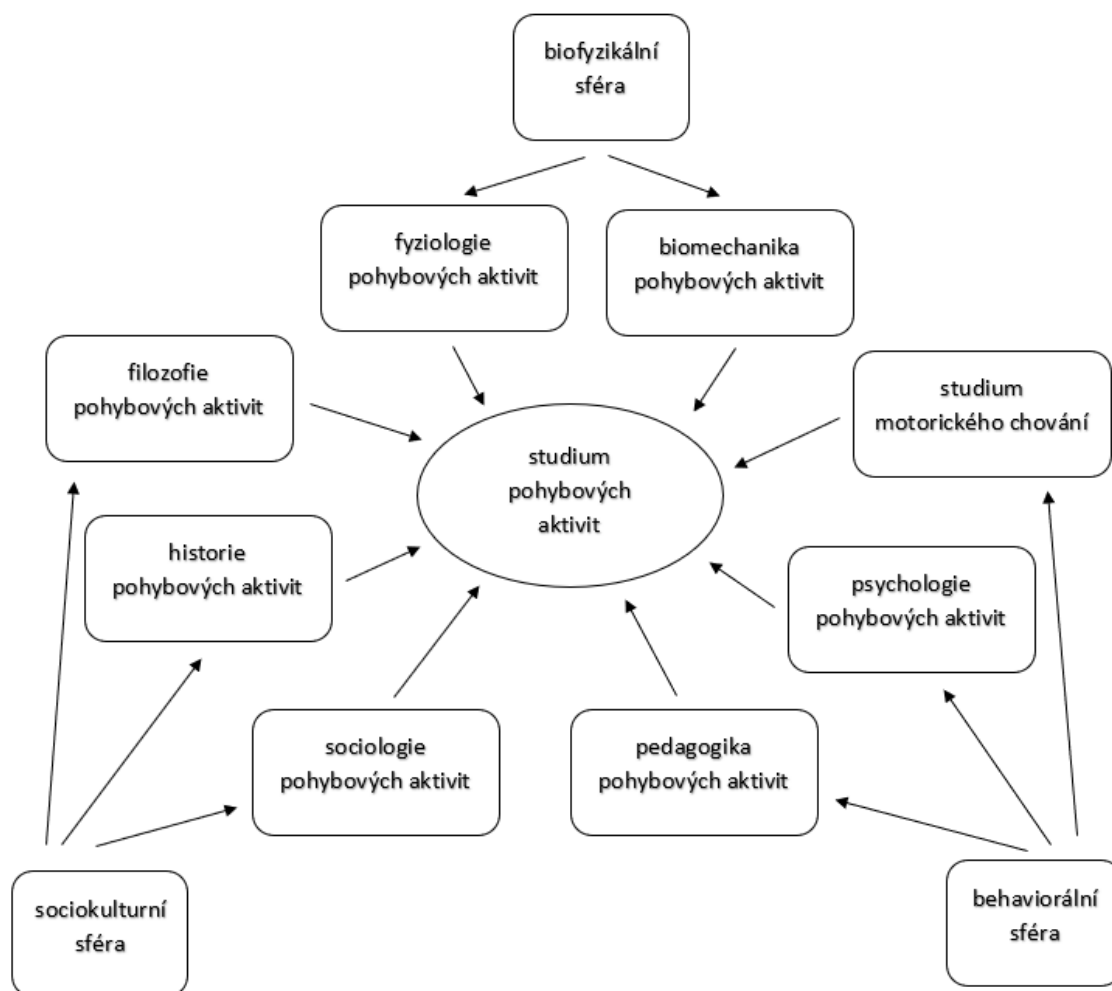 biofyzikální
sféra
fyziologie
pohybových aktivit
biomechanika
pohybových aktivit
filozofie
pohybových aktivit
studium
motorického chování
studium
pohybových
aktivit
historie
pohybových aktivit
psychologie
pohybových aktivit
sociologie
pohybových aktivit
pedagogika
pohybových aktivit
sociokulturní
sféra
behaviorální
sféra